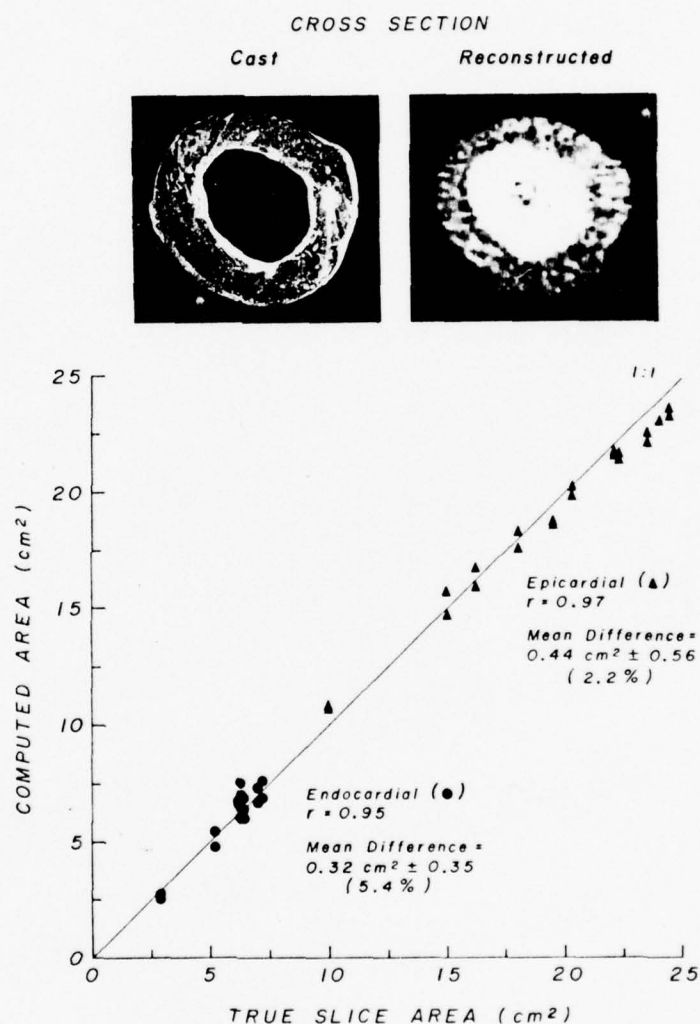 CROSS SECTION
Cast Reconstructed
1:1
25
20
15
10
5
0
COMPUTED AREA (cm²)
Epicardial (▲)
r = 0.97
Mean Difference =
0.44 cm² ± 0.56
(2.2%)
Endocardial (●)
r = 0.95
Mean Difference =
0.32 cm² ± 0.35
(5.4%)
0 5 10 15 20 25
TRUE SLICE AREA (cm²)